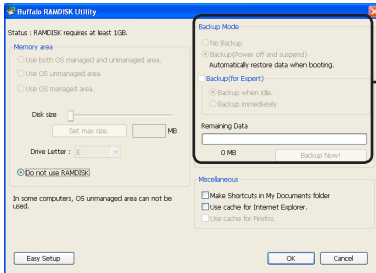 Buffalo RAMDISK Utility
Status : RAMDISK requires at least 1GB.
Memory area
Use both OS managed and unmanaged area.
Use OS unmanaged area.
Use OS managed area.
Disk size
Set max size.
MB
Drive Letter : E
Do not use RAMDISK
In some computers, OS unmanaged area can not be
used.
Easy Setup
Backup Mode
No Backup
Backup(Power off and suspend)
Automatically restore data when booting.
Backup(for Expert)
Backup when idle.
Backup immediately.
Remaining Data
0 MB
Backup Now!
Miscellaneous
Make Shortcuts in My Documents folder
Use cache for Internet Explorer.
Use cache for Firefox.
OK
Cancel